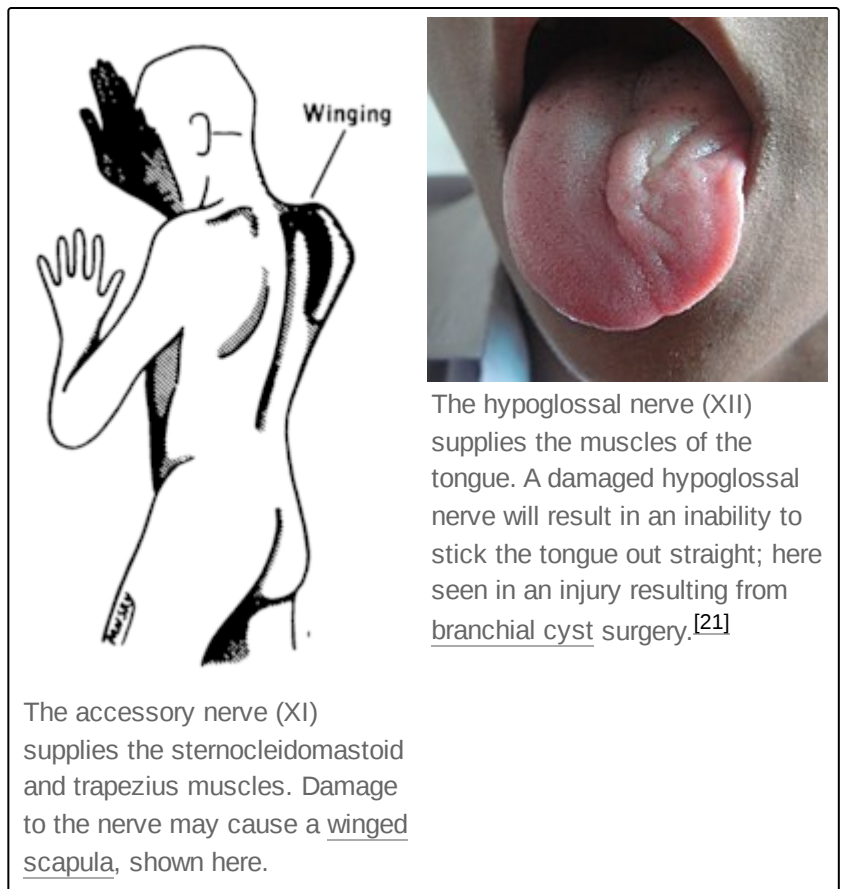 Winging
TANSKY
The accessory nerve (XI)
supplies the sternocleidomastoid
and trapezius muscles. Damage
to the nerve may cause a winged
scapula, shown here.
The hypoglossal nerve (XII)
supplies the muscles of the
tongue. A damaged hypoglossal
nerve will result in an inability to
stick the tongue out straight; here
seen in an injury resulting from
branchial cyst surgery.[21]